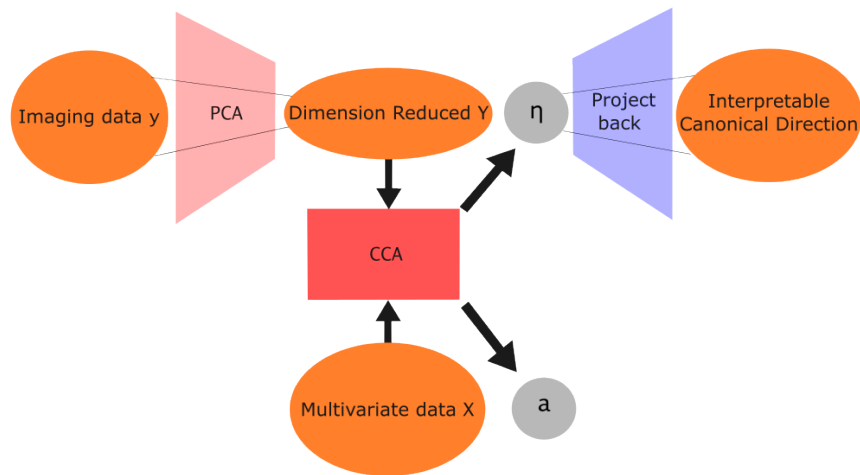 Imaging data y
PCA
Dimension Reduced Y
η
Project
back
Interpretable
Canonical Direction
CCA
Multivariate data X
a